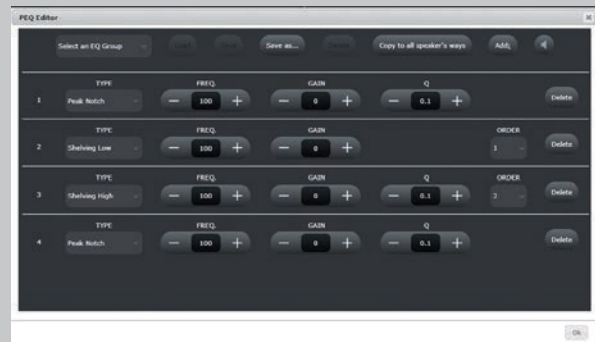 PEQ Editor
Select an EQ Group Save as... Copy to all speaker's ways Add
TYPE FREQ. GAIN Q
1 Peak Notch 100 0 0.1 Delete
TYPE FREQ. GAIN ORDER
2 Shelving Low 100 0 1 Delete
TYPE FREQ. GAIN Q ORDER
3 Shelving High 100 0 0.1 2 Delete
TYPE FREQ. GAIN Q
4 Peak Notch 100 0 0.1 Delete
Ok